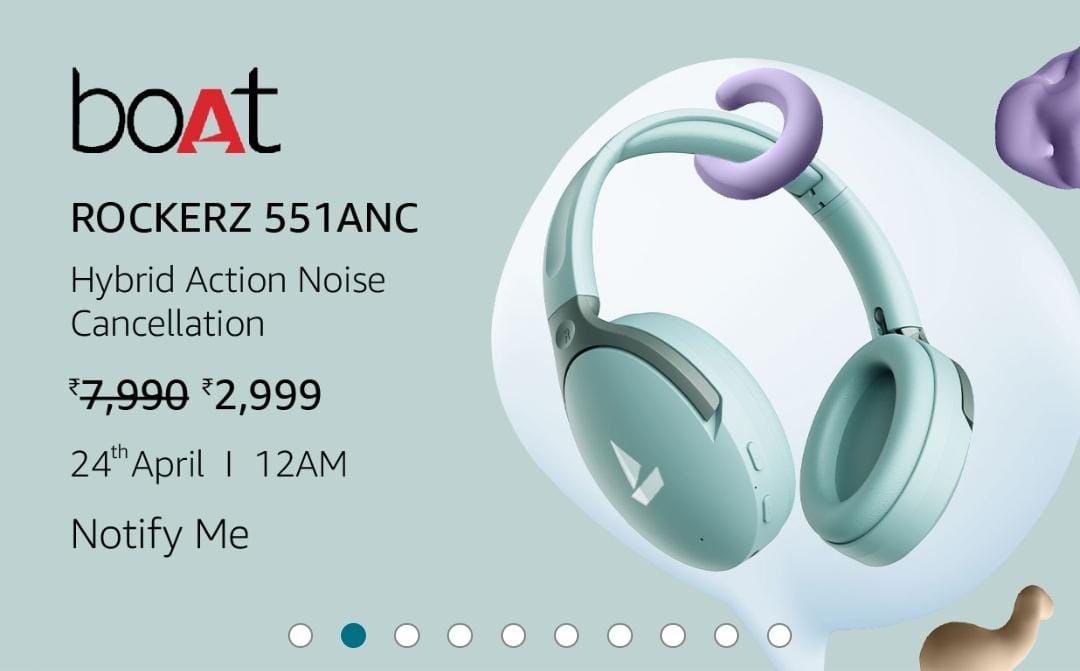 boAt
ROCKERZ 551ANC
Hybrid Action Noise
Cancellation
₹7,990 ₹2,999
24th April | 12AM
Notify Me
R